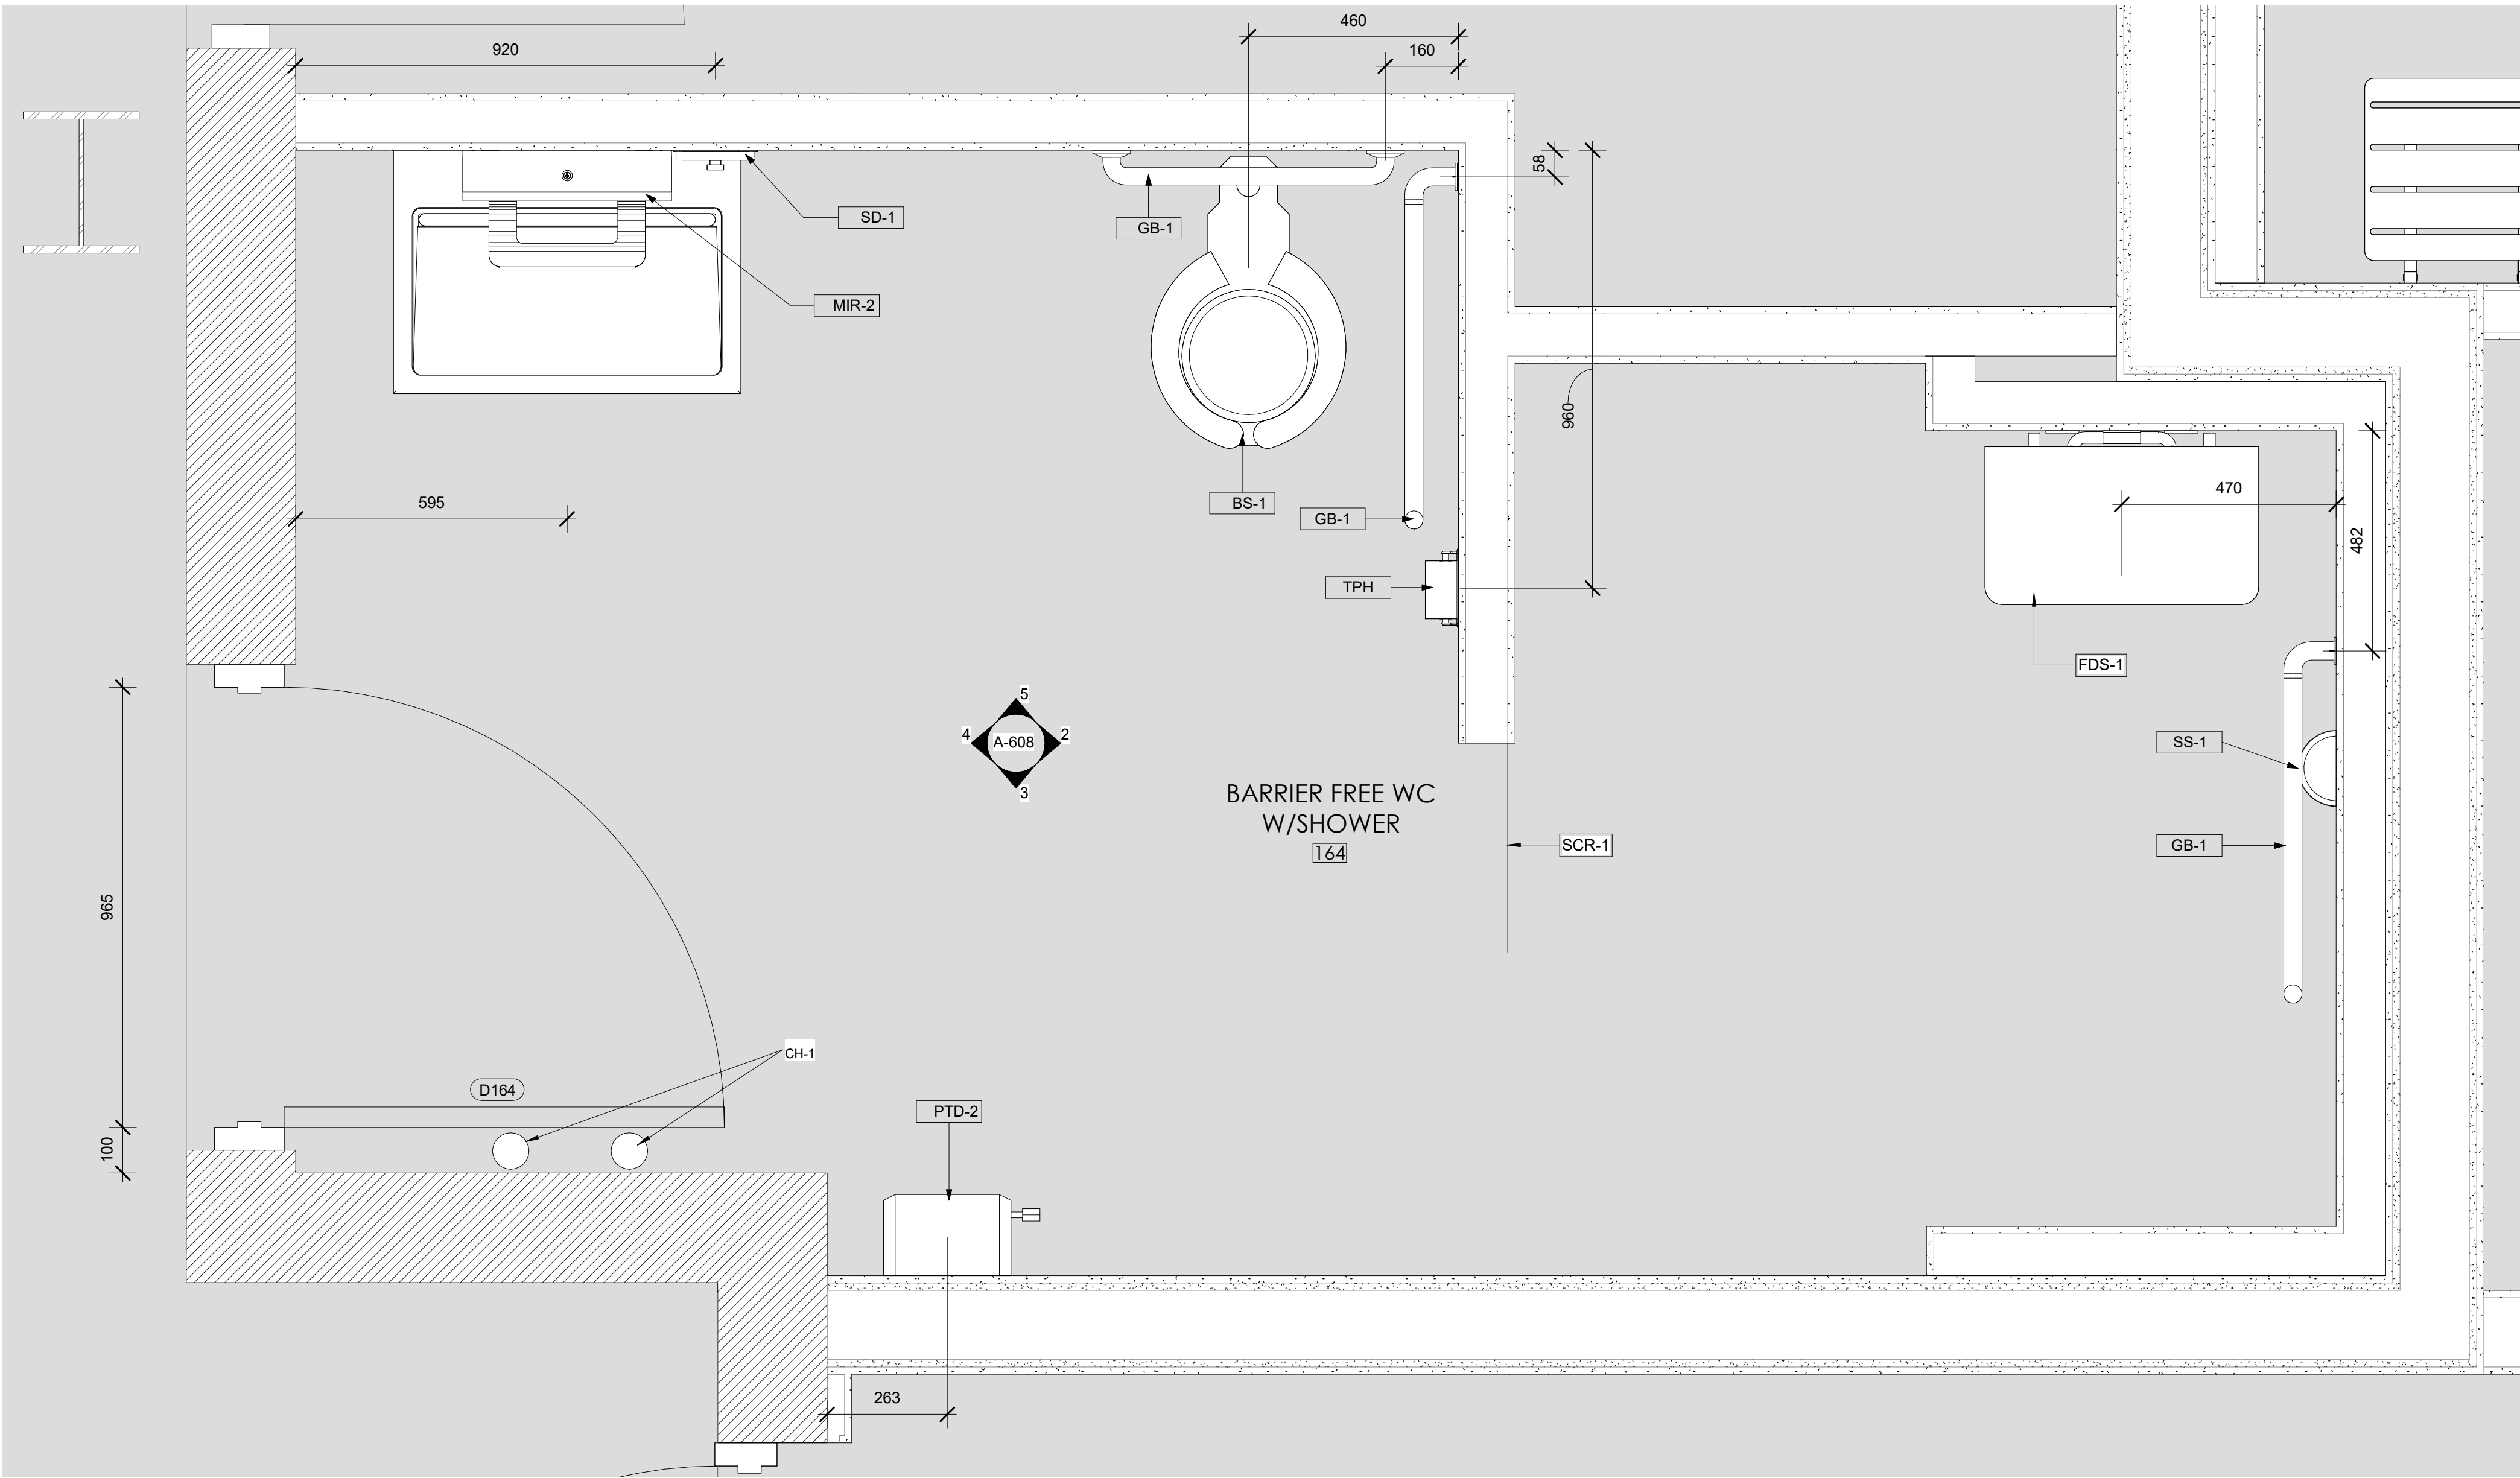 460
920
160
58
SD-1
GB-1
MIR-2
960
595
470
BS-1
GB-1
482
TPH
FDS-1
5
4
A-608
2
3
SS-1
BARRIER FREE WC
W/SHOWER
164
SCR-1
GB-1
965
CH-1
D164
PTD-2
100
263